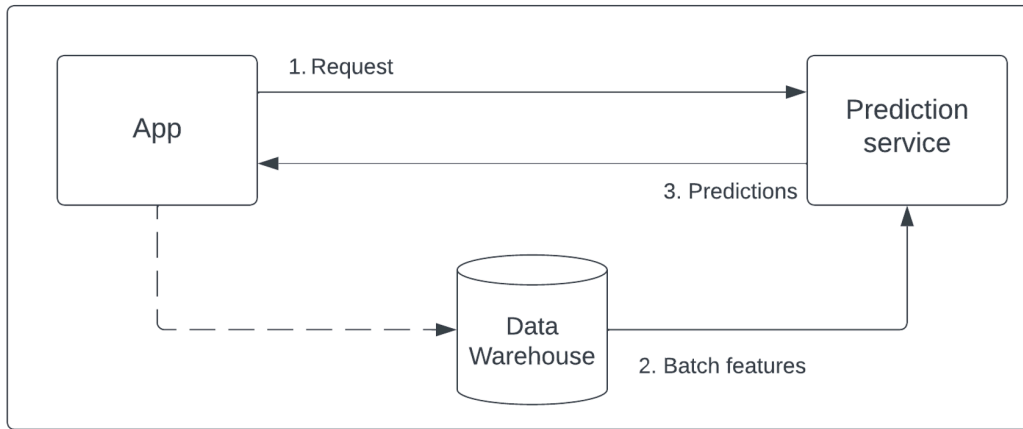 1. Request
App
Prediction
service
3. Predictions
Data
Warehouse
2. Batch features